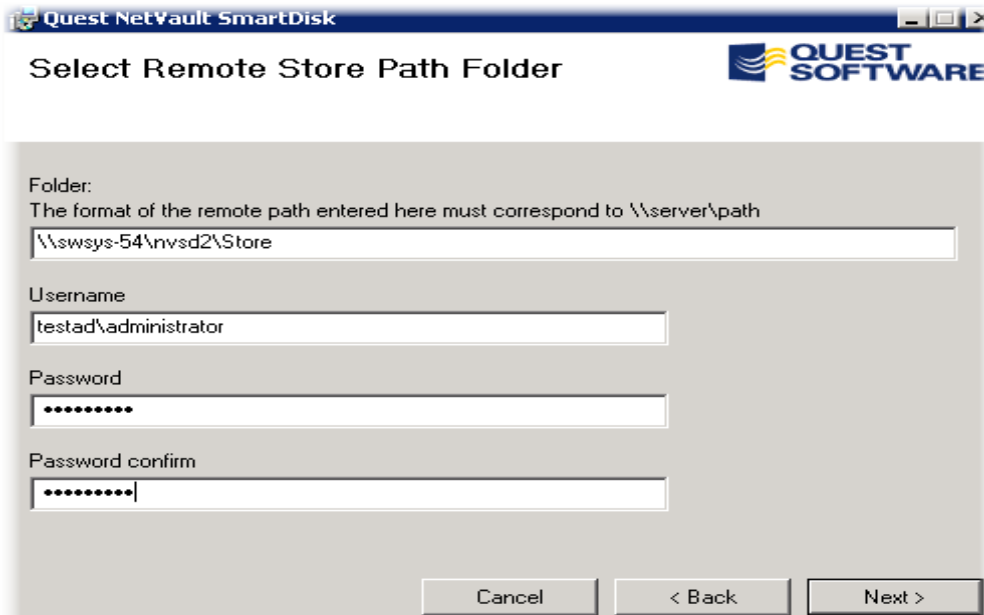 Quest NetVault SmartDisk
Select Remote Store Path Folder
QUEST
SOFTWARE
Folder:
The format of the remote path entered here must correspond to \\server\path
\\swsys-54\nvsd2\Store
Username
testad\administrator
Password
•••••••••
Password confirm
•••••••••
Cancel
< Back
Next >